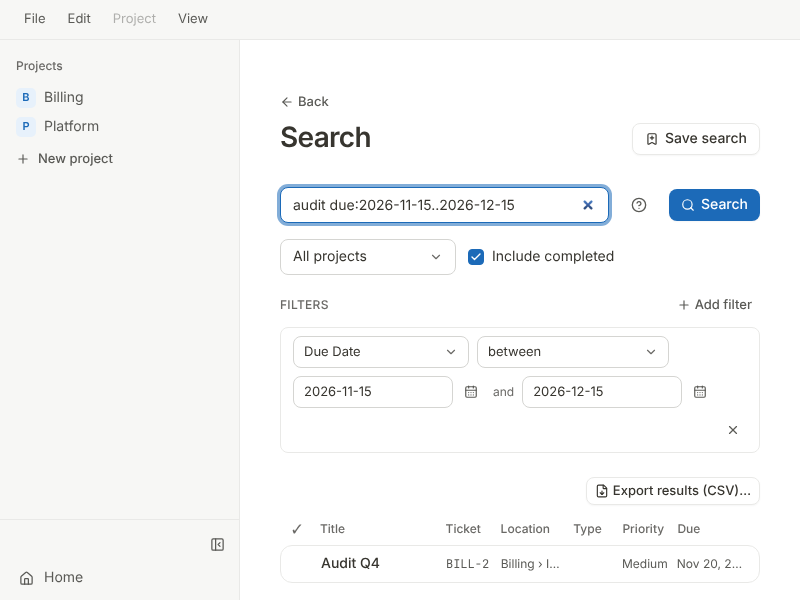 File Edit Project View
Projects
B Billing
P Platform
New project
Home
Back
Search
Save search
audit due:2026-11-15..2026-12-15
Search
All projects
Include completed
FILTERS
Add filter
Due Date
between
2026-11-15
and
2026-12-15
Export results (CSV)...
✓ Title Ticket Location Type Priority Due
Audit Q4 BILL-2 Billing › I... Medium Nov 20, 2...